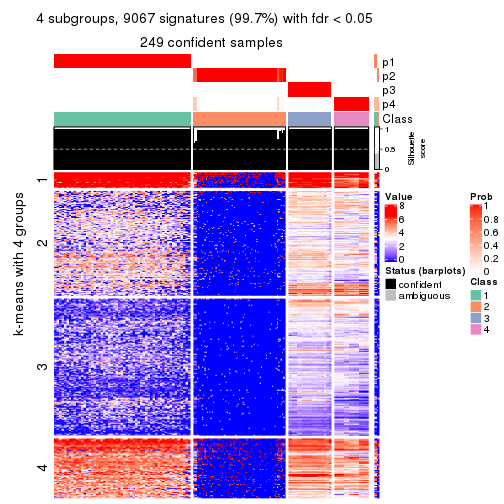 4 subgroups, 9067 signatures (99.7%) with fdr < 0.05
249 confident samples
p1
p2
p3
p4
Class
1
0.5
0
Silhouette
score
k-means with 4 groups
1
2
3
4
Value
8
6
4
2
0
Status (barplots)
confident
ambiguous
Prob
1
0.8
0.6
0.4
0.2
0
Class
1
2
3
4